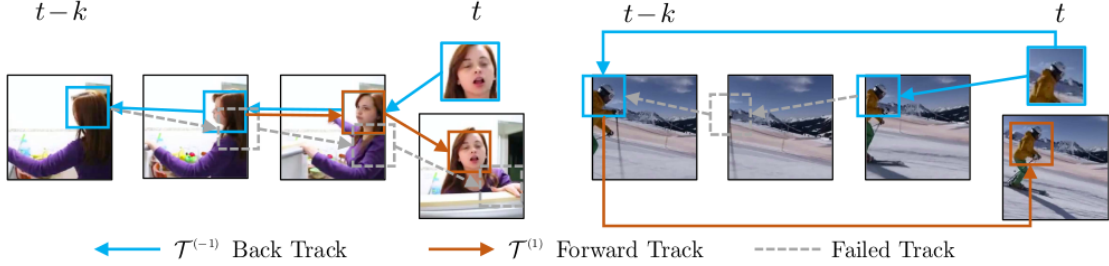 t − k t t − k t
𝒯⁽⁻¹⁾ Back Track 𝒯⁽¹⁾ Forward Track Failed Track